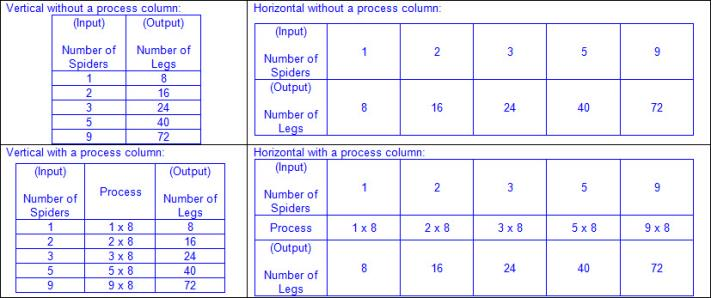 Vertical without a process column:
(Input) (Output)
Number of Number of
Spiders Legs
1 8
2 16
3 24
5 40
9 72
Horizontal without a process column:
(Input)
Number of
Spiders
1 2 3 5 9
(Output)
Number of
Legs
8 16 24 40 72
Vertical with a process column:
(Input) (Output)
Process
Number of Number of
Spiders Legs
1 1 x 8 8
2 2 x 8 16
3 3 x 8 24
5 5 x 8 40
9 9 x 8 72
Horizontal with a process column:
(Input)
Number of
Spiders
1 2 3 5 9
Process 1 x 8 2 x 8 3 x 8 5 x 8 9 x 8
(Output)
Number of
Legs
8 16 24 40 72